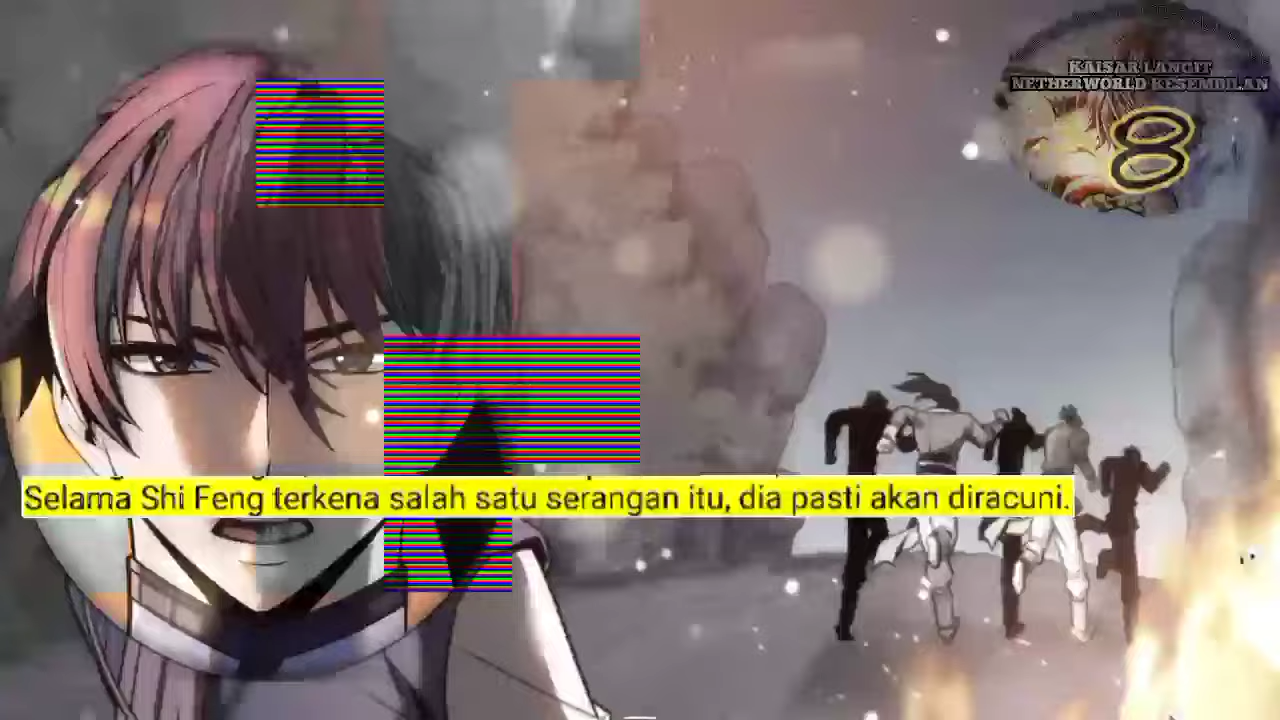 KAISAR LANGIT
NETHERWORLD KESEMBILAN
8
Selama Shi Feng terkena salah satu serangan itu, dia pasti akan diracuni.